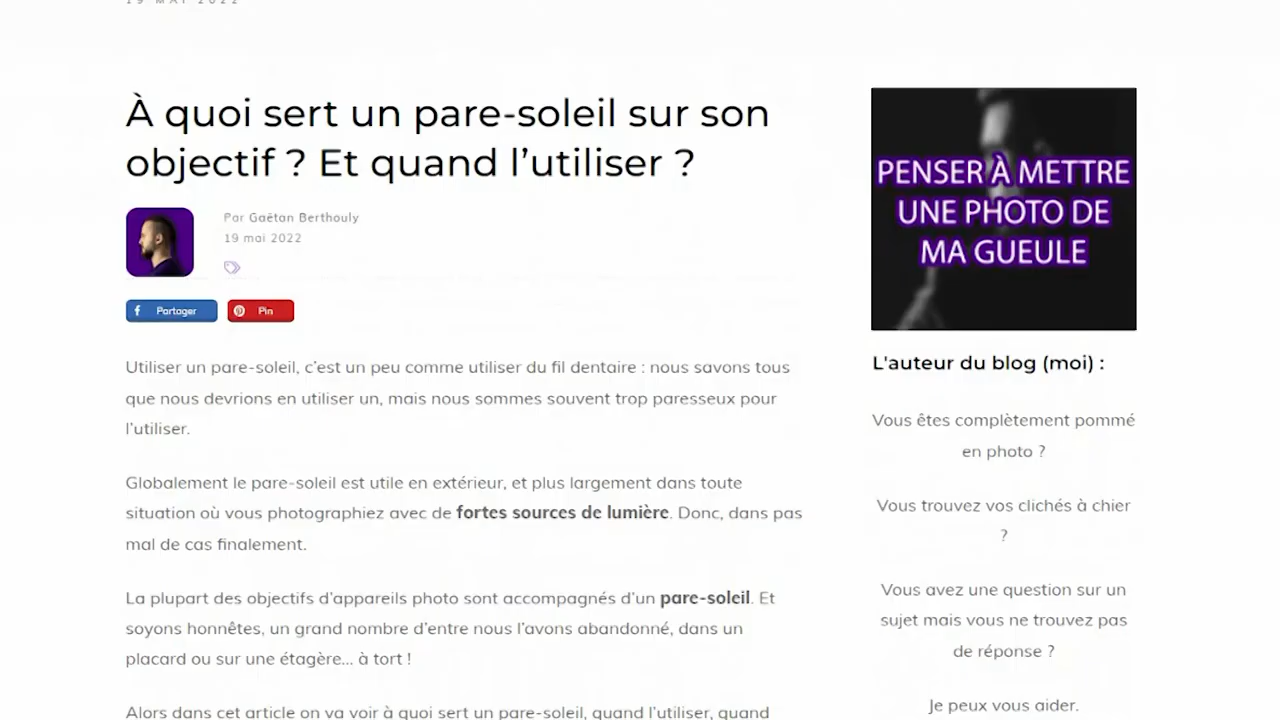 19 MAI 2022
À quoi sert un pare-soleil sur son
objectif ? Et quand l’utiliser ?
Par Gaëtan Berthouly
19 mai 2022
Partager
Pin
Utiliser un pare-soleil, c’est un peu comme utiliser du fil dentaire : nous savons tous
que nous devrions en utiliser un, mais nous sommes souvent trop paresseux pour
l’utiliser.
Globalement le pare-soleil est utile en extérieur, et plus largement dans toute
situation où vous photographiez avec de fortes sources de lumière. Donc, dans pas
mal de cas finalement.
La plupart des objectifs d’appareils photo sont accompagnés d’un pare-soleil. Et
soyons honnêtes, un grand nombre d’entre nous l’avons abandonné, dans un
placard ou sur une étagère… à tort !
Alors dans cet article on va voir à quoi sert un pare-soleil, quand l’utiliser, quand
PENSER À METTRE
UNE PHOTO DE
MA GUEULE
L'auteur du blog (moi) :
Vous êtes complètement pommé
en photo ?
Vous trouvez vos clichés à chier
?
Vous avez une question sur un
sujet mais vous ne trouvez pas
de réponse ?
Je peux vous aider.